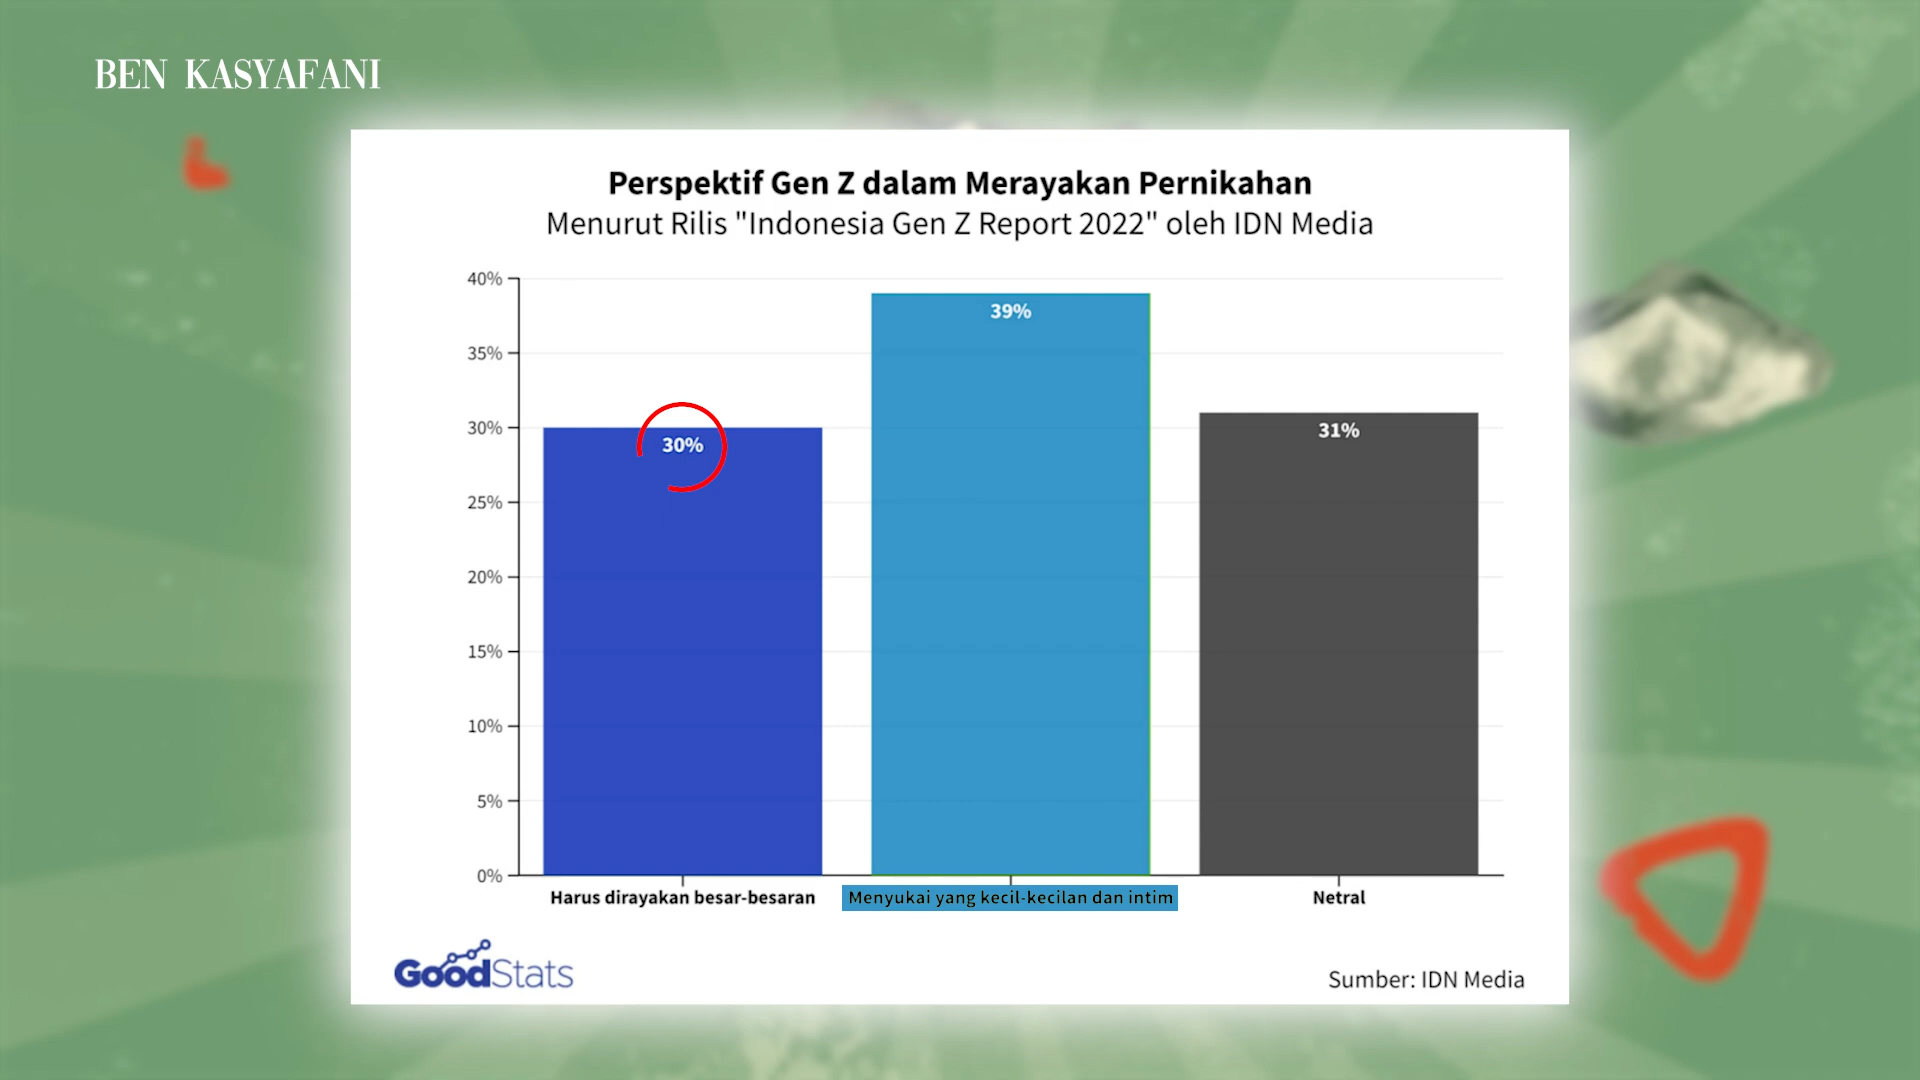 BEN KASYAFANI
Perspektif Gen Z dalam Merayakan Pernikahan
Menurut Rilis "Indonesia Gen Z Report 2022" oleh IDN Media
40%
35%
30%
25%
20%
15%
10%
5%
0%
30%
39%
31%
Harus dirayakan besar-besaran
Menyukai yang kecil-kecilan dan intim
Netral
GoodStats
Sumber: IDN Media